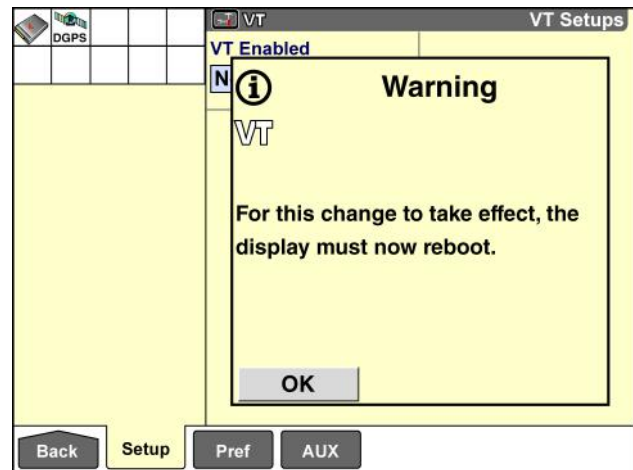 DGPS
VT
VT Setups
VT Enabled
N
Warning
VT
For this change to take effect, the
display must now reboot.
OK
Back
Setup
Pref
AUX